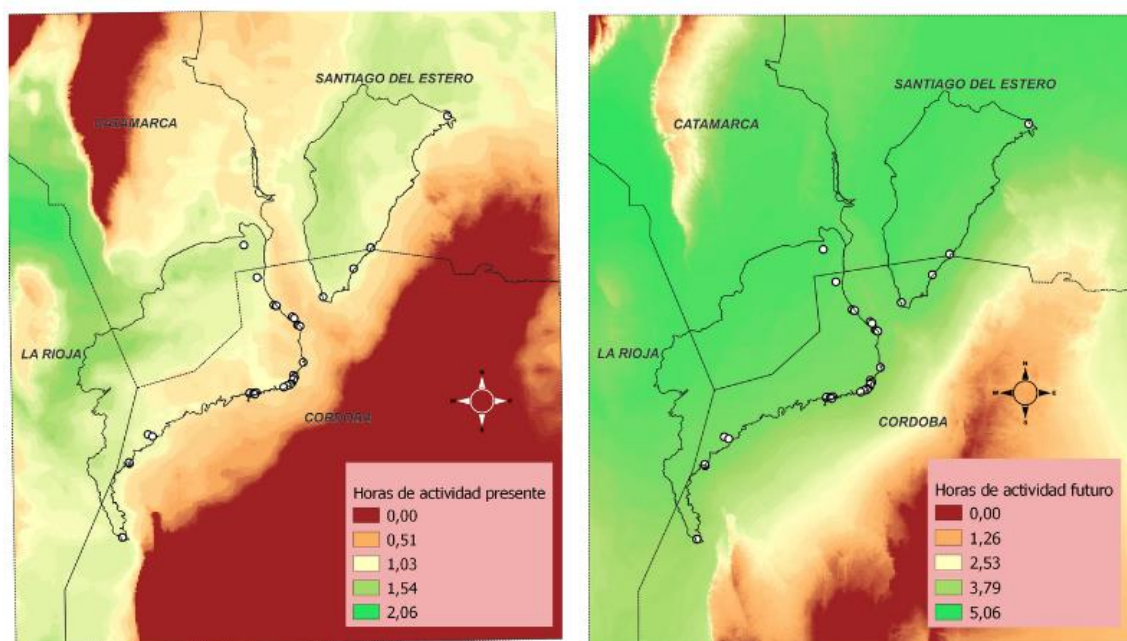 SANTIAGO DEL ESTERO
CATAMARCA
LA RIOJA
CORDOBA
Horas de actividad presente
0,00
0,51
1,03
1,54
2,06
SANTIAGO DEL ESTERO
CATAMARCA
LA RIOJA
CORDOBA
Horas de actividad futuro
0,00
1,26
2,53
3,79
5,06